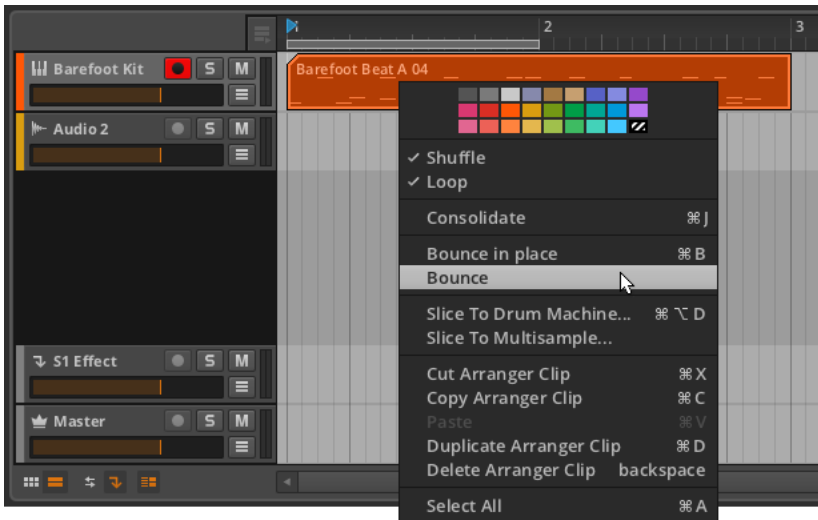 1 2 3
Barefoot Kit S M
Barefoot Beat A 04
Audio 2 S M
Shuffle
Loop
Consolidate ⌘J
Bounce in place ⌘B
Bounce
Slice To Drum Machine... ⌘⌥D
Slice To Multisample...
S1 Effect S M
Cut Arranger Clip ⌘X
Copy Arranger Clip ⌘C
Master S M
Paste ⌘V
Duplicate Arranger Clip ⌘D
Delete Arranger Clip backspace
Select All ⌘A